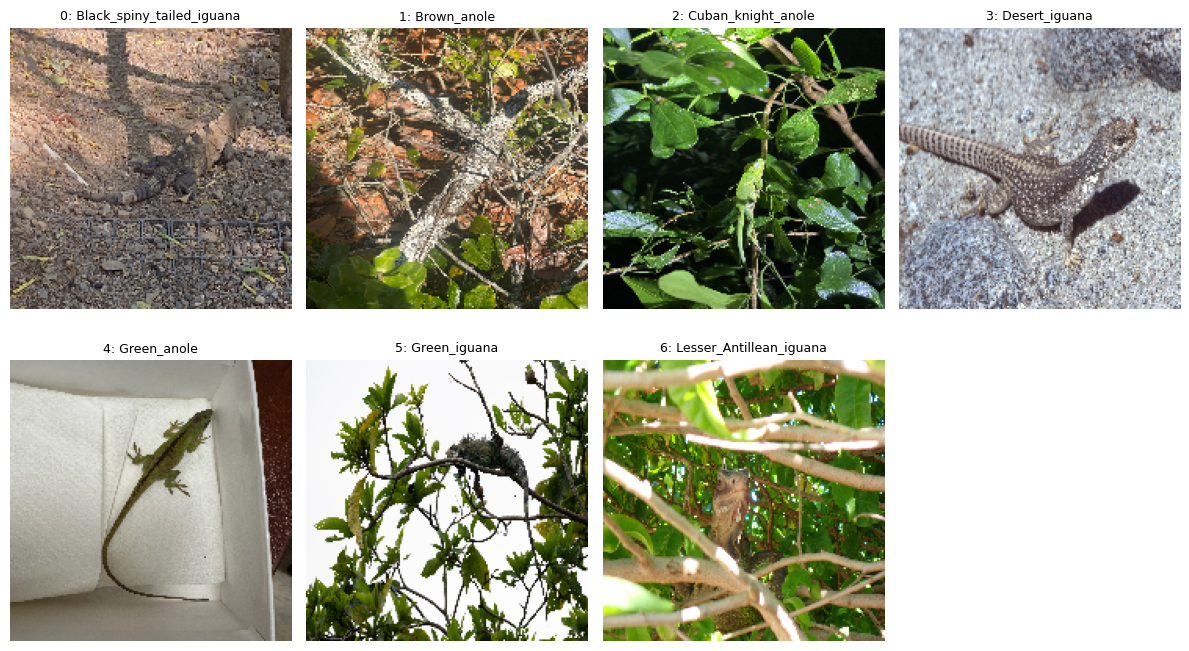 0: Black_spiny_tailed_iguana
1: Brown_anole
2: Cuban_knight_anole
3: Desert_iguana
4: Green_anole
5: Green_iguana
6: Lesser_Antillean_iguana